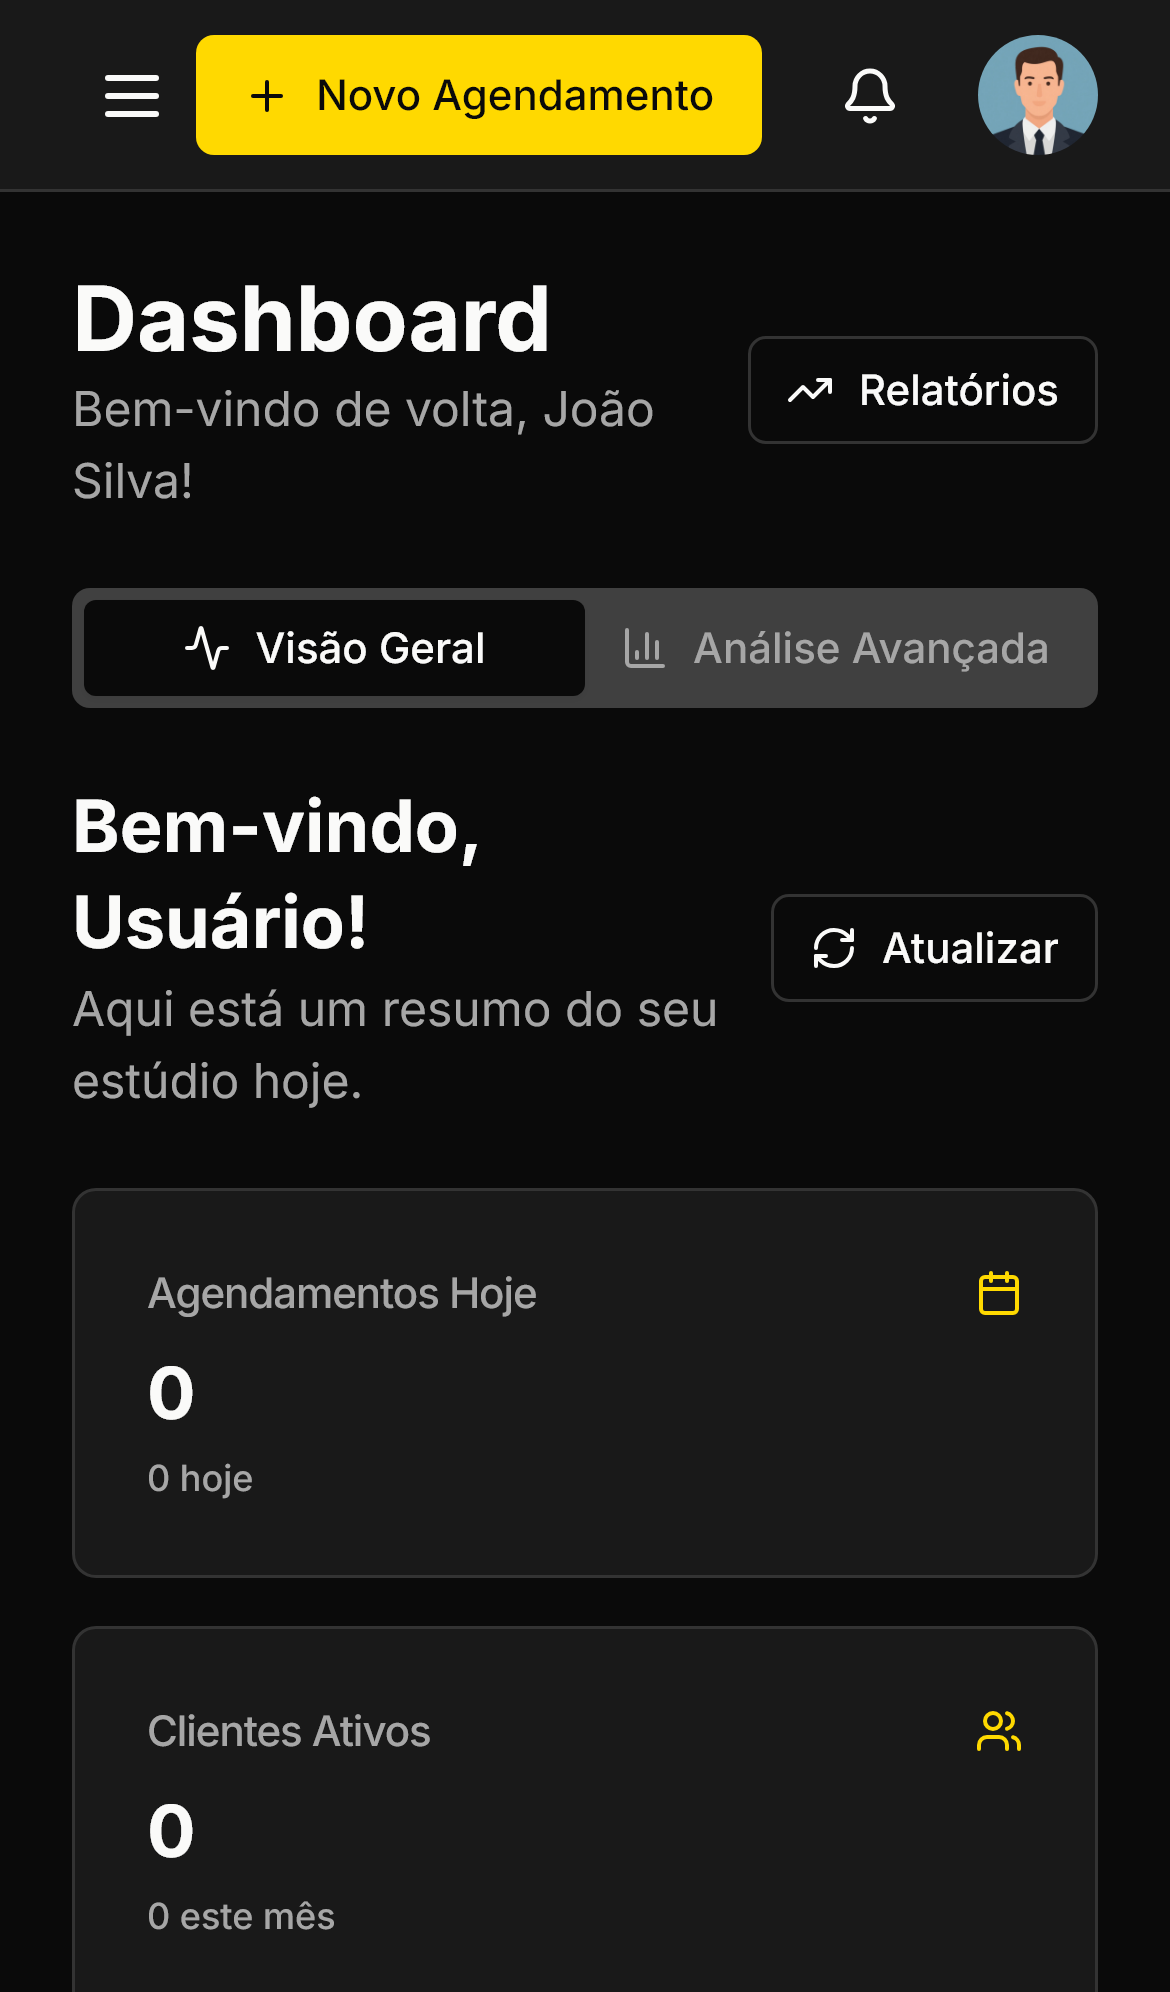 Novo Agendamento
Dashboard
Bem-vindo de volta, João
Silva!
Relatórios
Visão Geral
Análise Avançada
Bem-vindo,
Usuário!
Aqui está um resumo do seu
estúdio hoje.
Atualizar
Agendamentos Hoje
0
0 hoje
Clientes Ativos
0
0 este mês